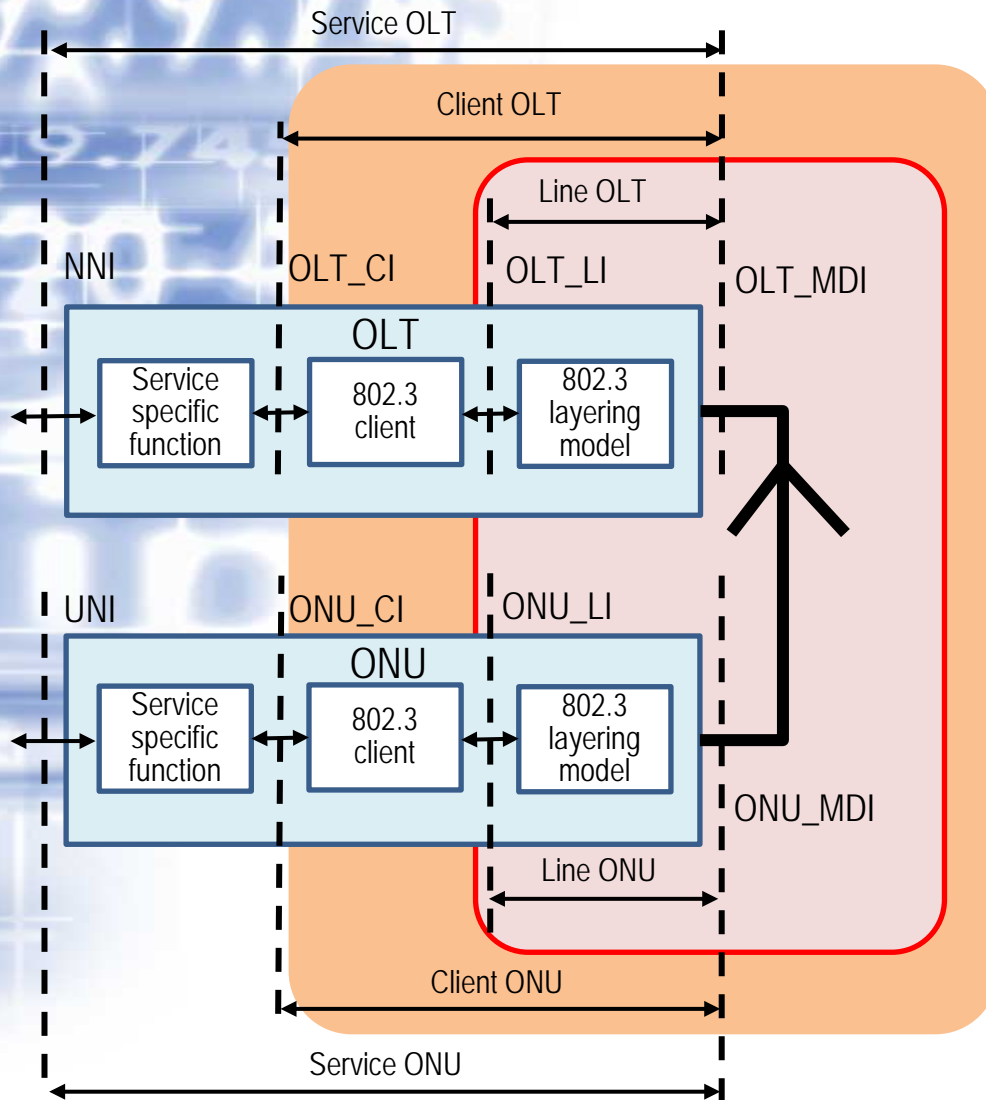 Service OLT
Client OLT
Line OLT
NNI
OLT_CI
OLT_LI
OLT_MDI
OLT
Service
specific
function
802.3
client
802.3
layering
model
UNI
ONU_CI
ONU_LI
ONU
Service
specific
function
802.3
client
802.3
layering
model
ONU_MDI
Line ONU
Client ONU
Service ONU